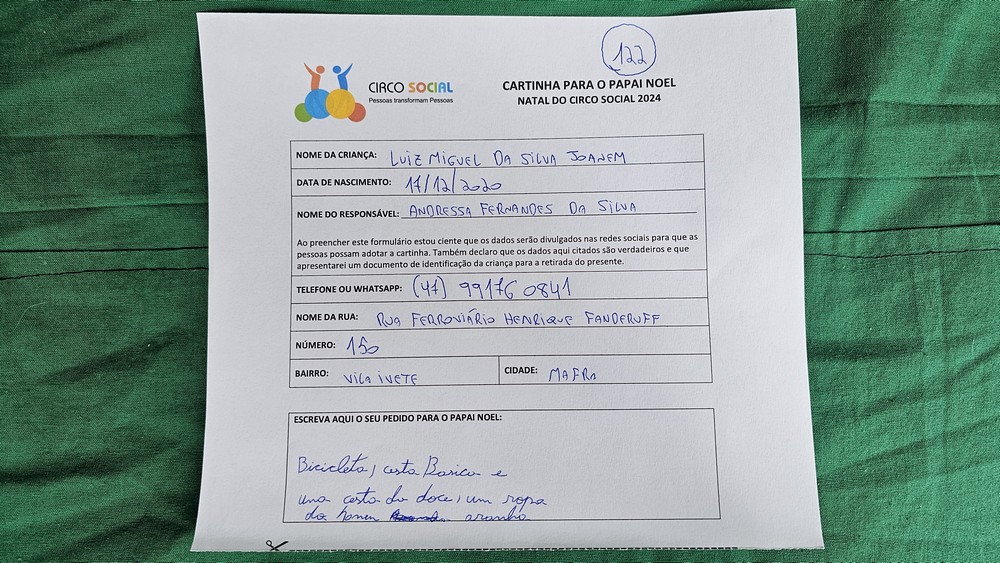 122
CIRCO SOCIAL
Pessoas transformam Pessoas
CARTINHA PARA O PAPAI NOEL
NATAL DO CIRCO SOCIAL 2024
NOME DA CRIANÇA: LUIZ MIGUEL DA SILVA JOANEM
DATA DE NASCIMENTO: 17/12/2020
NOME DO RESPONSÁVEL: ANDRESSA FERNANDES DA SILVA
Ao preencher este formulário estou ciente que os dados serão divulgados nas redes sociais para que as
pessoas possam adotar a cartinha. Também declaro que os dados aqui citados são verdadeiros e que
apresentarei um documento de identificação da criança para a retirada do presente.
TELEFONE OU WHATSAPP: (47) 99176 0841
NOME DA RUA: RUA FERROVIÁRIO HENRIQUE FANDERUFF
NÚMERO: 150
BAIRRO: VILA IVETE CIDADE: MAFRA
ESCREVA AQUI O SEU PEDIDO PARA O PAPAI NOEL:
Bicicleta, cesta Basica e
uma cesta de doce, um ropa
do homen aranha